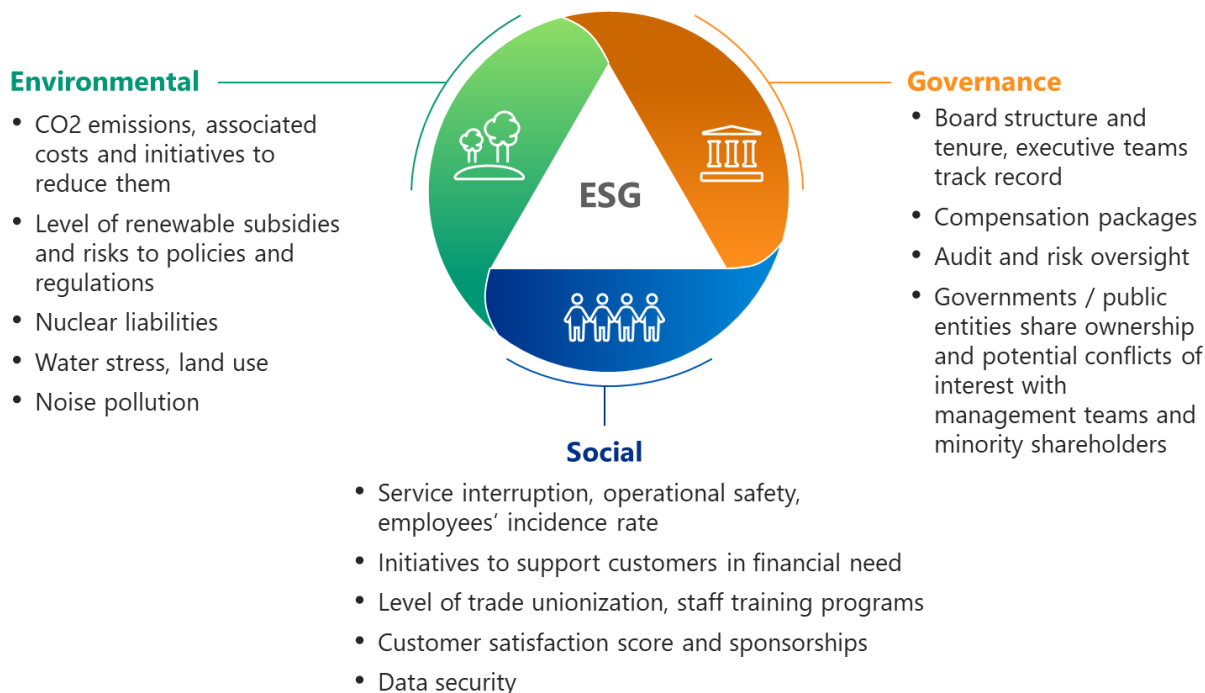 Environmental
• CO2 emissions, associated
costs and initiatives to
reduce them
• Level of renewable subsidies
and risks to policies and
regulations
• Nuclear liabilities
• Water stress, land use
• Noise pollution
ESG
Governance
• Board structure and
tenure, executive teams
track record
• Compensation packages
• Audit and risk oversight
• Governments / public
entities share ownership
and potential conflicts of
interest with
management teams and
minority shareholders
Social
• Service interruption, operational safety,
employees’ incidence rate
• Initiatives to support customers in financial need
• Level of trade unionization, staff training programs
• Customer satisfaction score and sponsorships
• Data security